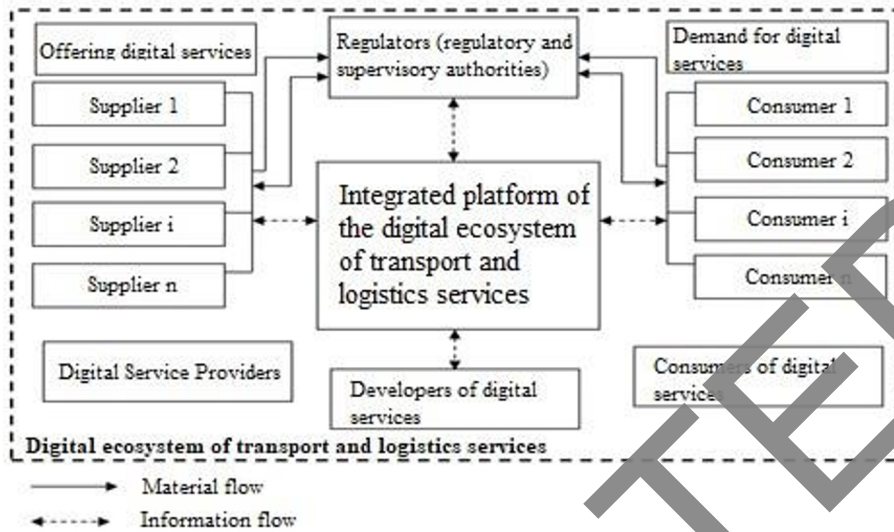 Offering digital services
Regulators (regulatory and
supervisory authorities)
Demand for digital
services
Supplier 1
Supplier 2
Supplier i
Supplier n
Integrated platform of
the digital ecosystem
of transport and
logistics services
Consumer 1
Consumer 2
Consumer i
Consumer n
Digital Service Providers
Developers of digital
services
Consumers of digital
services
Digital ecosystem of transport and logistics services
Material flow
Information flow
TED